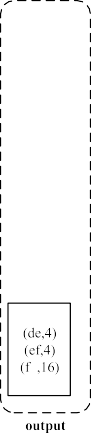 (de,4)
(ef,4)
(f  ,16)
output